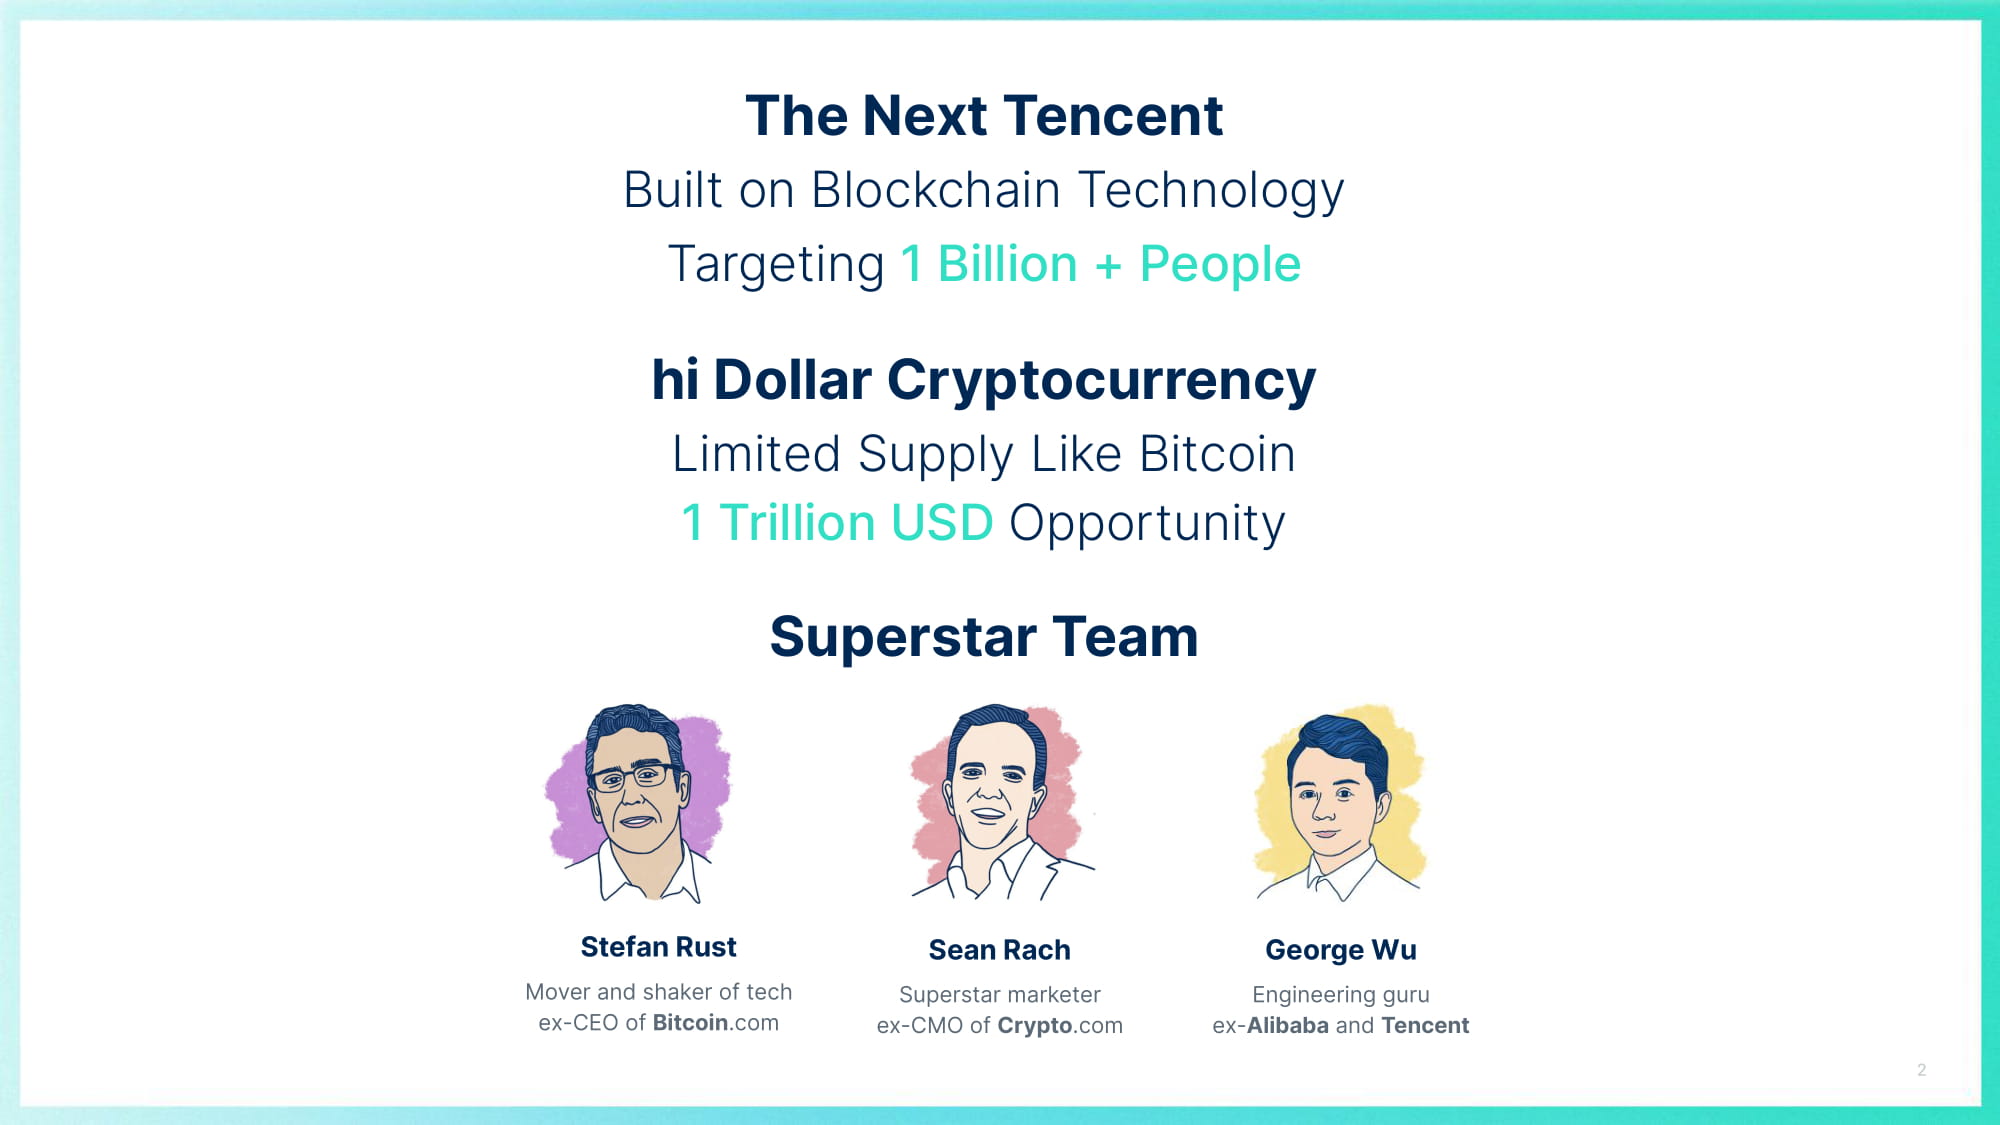 The Next Tencent
Built on Blockchain Technology
Targeting 1 Billion + People
hi Dollar Cryptocurrency
Limited Supply Like Bitcoin
1 Trillion USD Opportunity
Superstar Team
Stefan Rust
Mover and shaker of tech
ex-CEO of Bitcoin.com
Sean Rach
Superstar marketer
ex-CMO of Crypto.com
George Wu
Engineering guru
ex-Alibaba and Tencent
2